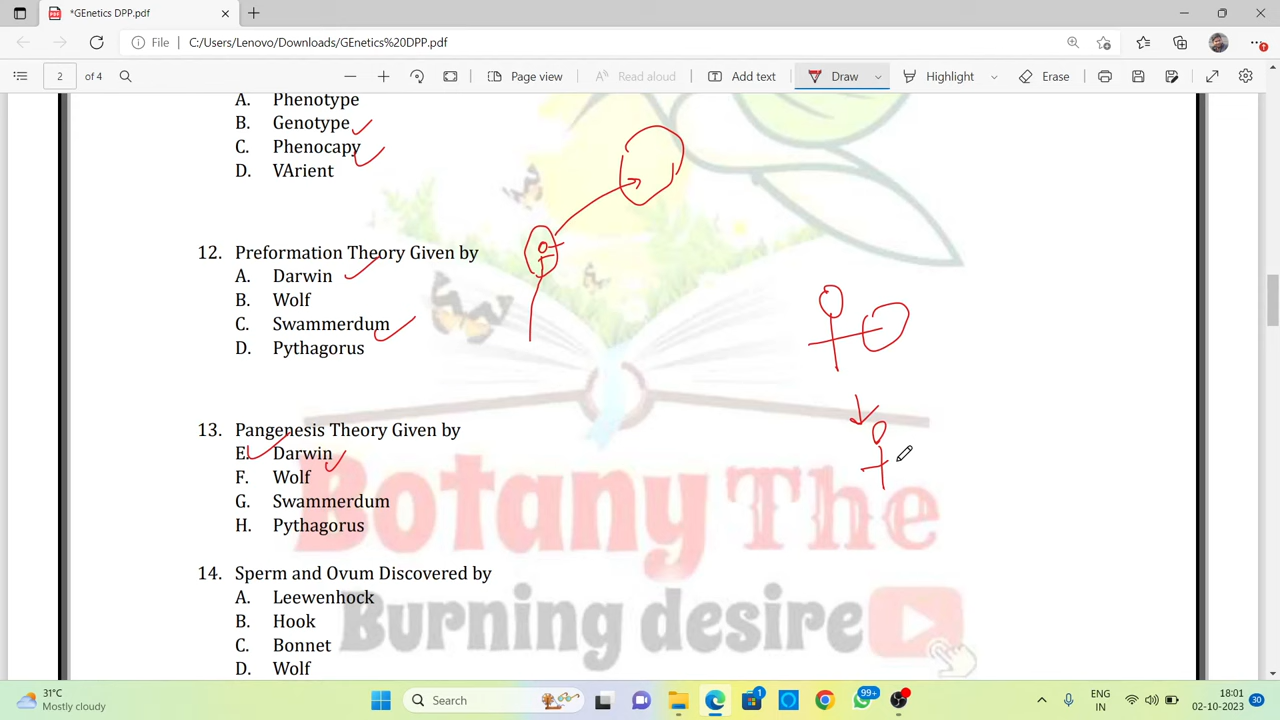 *GEnetics DPP.pdf
File C:/Users/Lenovo/Downloads/GEnetics%20DPP.pdf
2 of 4 Page view Read aloud Add text Draw Highlight Erase
A. Phenotype
B. Genotype
C. Phenocapy
D. VArient
12. Preformation Theory Given by
A. Darwin
B. Wolf
C. Swammerdum
D. Pythagorus
13. Pangenesis Theory Given by
E. Darwin
F. Wolf
G. Swammerdum
H. Pythagorus
Botany The
Burning desire
14. Sperm and Ovum Discovered by
A. Leewenhock
B. Hook
C. Bonnet
D. Wolf
31°C
Mostly cloudy
Search
99+
1
ENG
IN
18:01
02-10-2023
30